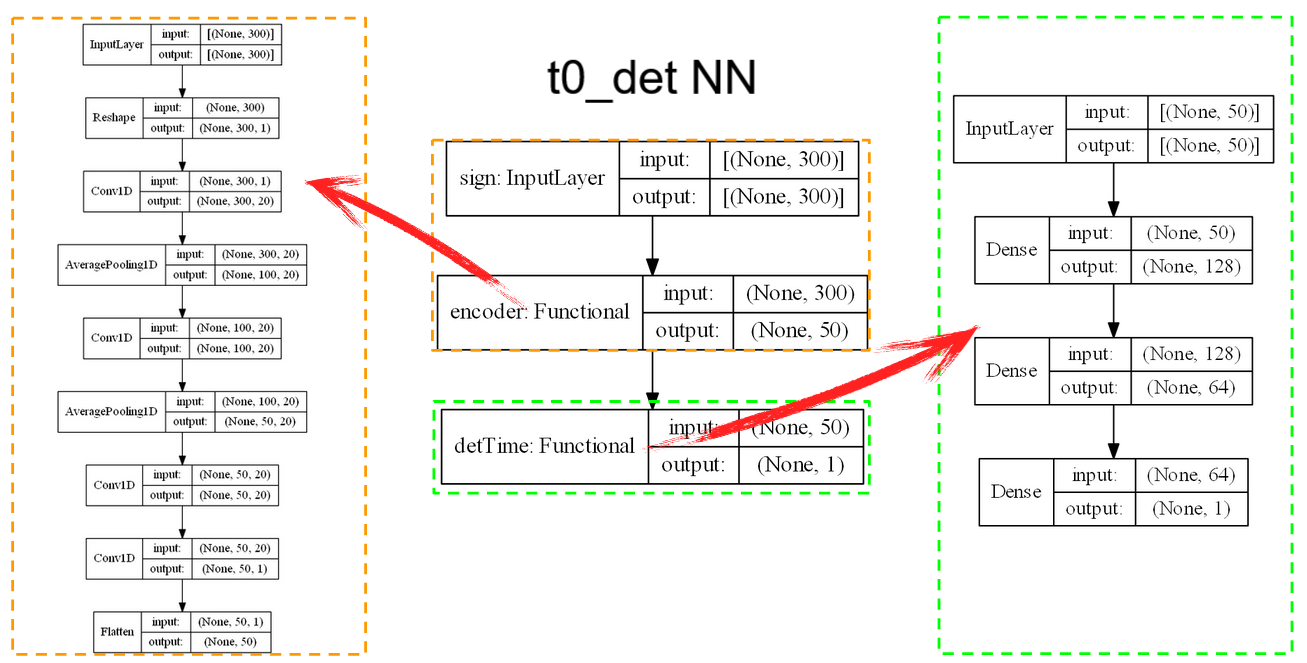 t0_det NN
InputLayer
input: [(None, 300)]
output: [(None, 300)]
Reshape
input: (None, 300)
output: (None, 300, 1)
Conv1D
input: (None, 300, 1)
output: (None, 300, 20)
AveragePooling1D
input: (None, 300, 20)
output: (None, 100, 20)
Conv1D
input: (None, 100, 20)
output: (None, 100, 20)
AveragePooling1D
input: (None, 100, 20)
output: (None, 50, 20)
Conv1D
input: (None, 50, 20)
output: (None, 50, 20)
Conv1D
input: (None, 50, 20)
output: (None, 50, 1)
Flatten
input: (None, 50, 1)
output: (None, 50)
sign: InputLayer
input: [(None, 300)]
output: [(None, 300)]
encoder: Functional
input: (None, 300)
output: (None, 50)
detTime: Functional
input: (None, 50)
output: (None, 1)
InputLayer
input: [(None, 50)]
output: [(None, 50)]
Dense
input: (None, 50)
output: (None, 128)
Dense
input: (None, 128)
output: (None, 64)
Dense
input: (None, 64)
output: (None, 1)